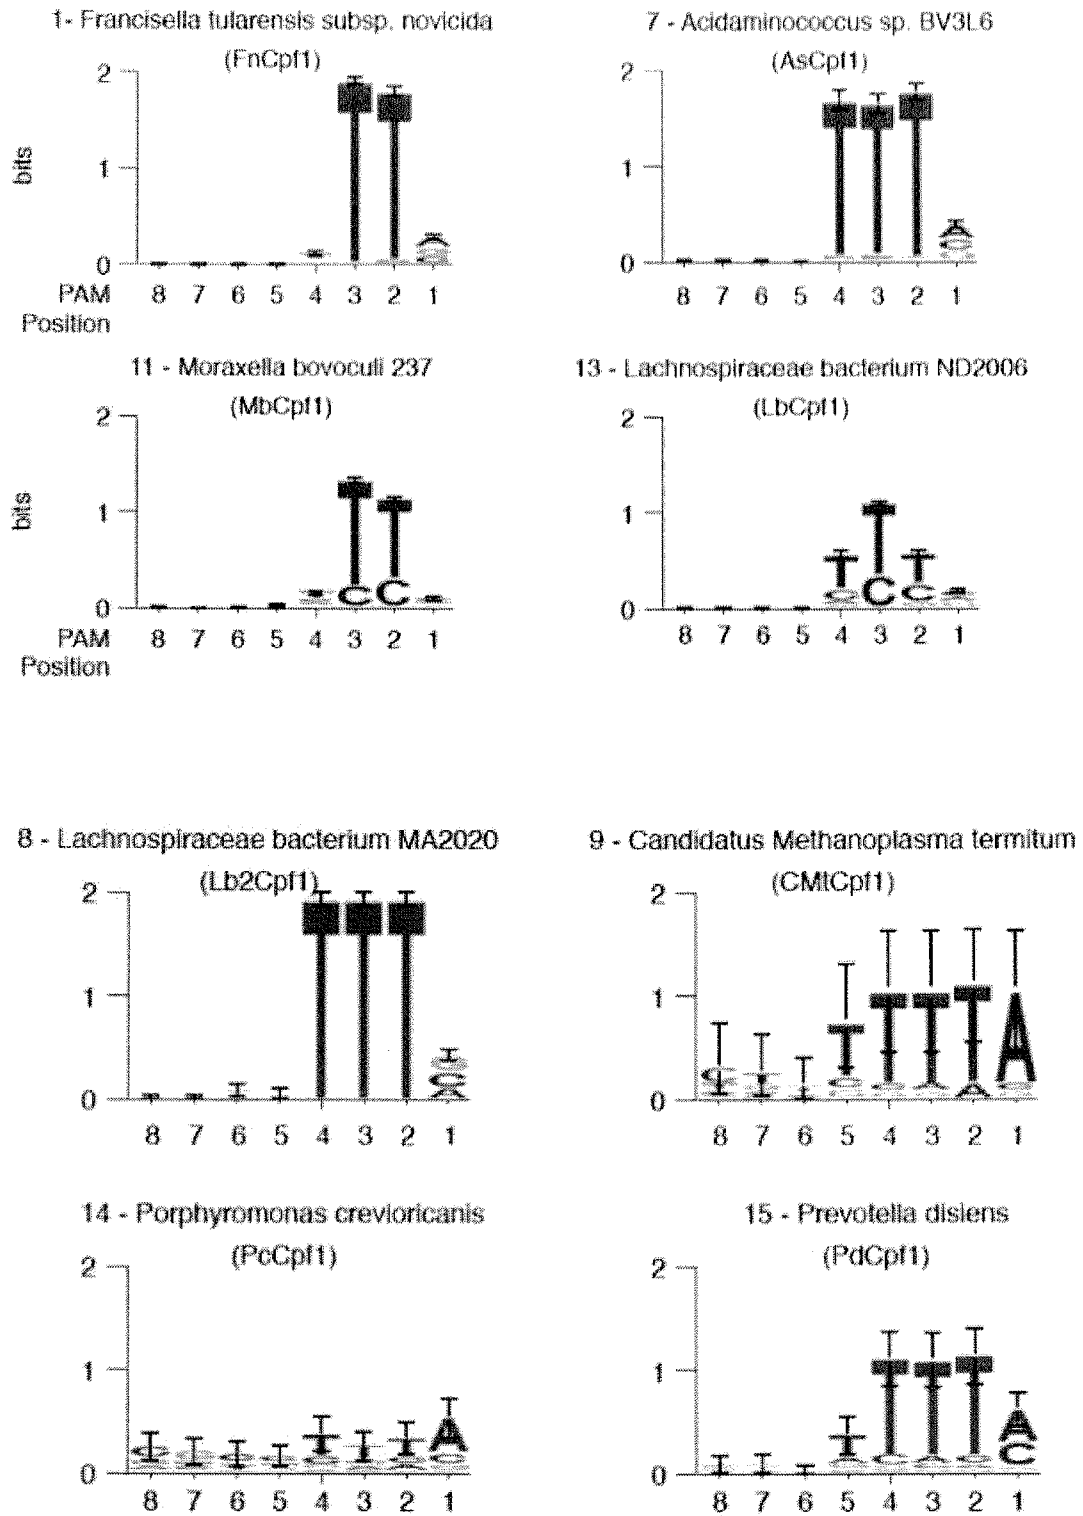 1- Francisella tularensis subsp. novicida
(FnCpf1)
2
1
0
bits
T T A
PAM 8 7 6 5 4 3 2 1
Position
7 - Acidaminococcus sp. BV3L6
(AsCpf1)
2
1
0
T T T A
C
8 7 6 5 4 3 2 1
11 - Moraxella bovoculi 237
(MbCpf1)
2
1
0
bits
T T
C C
PAM 8 7 6 5 4 3 2 1
Position
13 - Lachnospiraceae bacterium ND2006
(LbCpf1)
2
1
0
T T T
C C C
8 7 6 5 4 3 2 1
8 - Lachnospiraceae bacterium MA2020
(Lb2Cpf1)
2
1
0
T T T
C
A
8 7 6 5 4 3 2 1
9 - Candidatus Methanoplasma termitum
(CMtCpf1)
2
1
0
T T T T A
8 7 6 5 4 3 2 1
14 - Porphyromonas crevioricanis
(PcCpf1)
2
1
0
A
8 7 6 5 4 3 2 1
15 - Prevotella disiens
(PdCpf1)
2
1
0
T T T T A
C
8 7 6 5 4 3 2 1